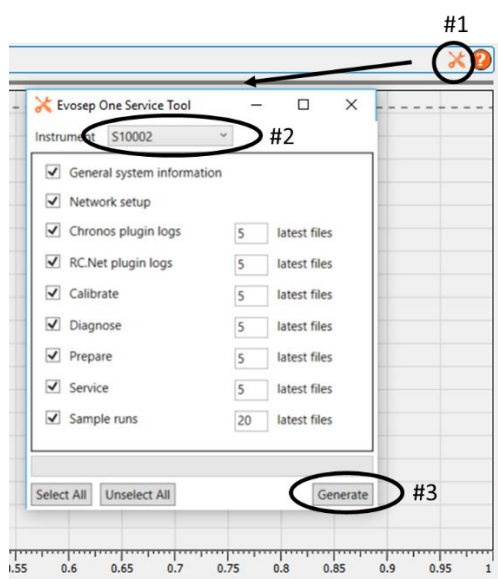 #1
?
Evosep One Service Tool
Instrument S10002 #2
General system information
Network setup
Chronos plugin logs 5 latest files
RC.Net plugin logs 5 latest files
Calibrate 5 latest files
Diagnose 5 latest files
Prepare 5 latest files
Service 5 latest files
Sample runs 20 latest files
Select All Unselect All Generate #3
.55 0.6 0.65 0.7 0.75 0.8 0.85 0.9 0.95 1